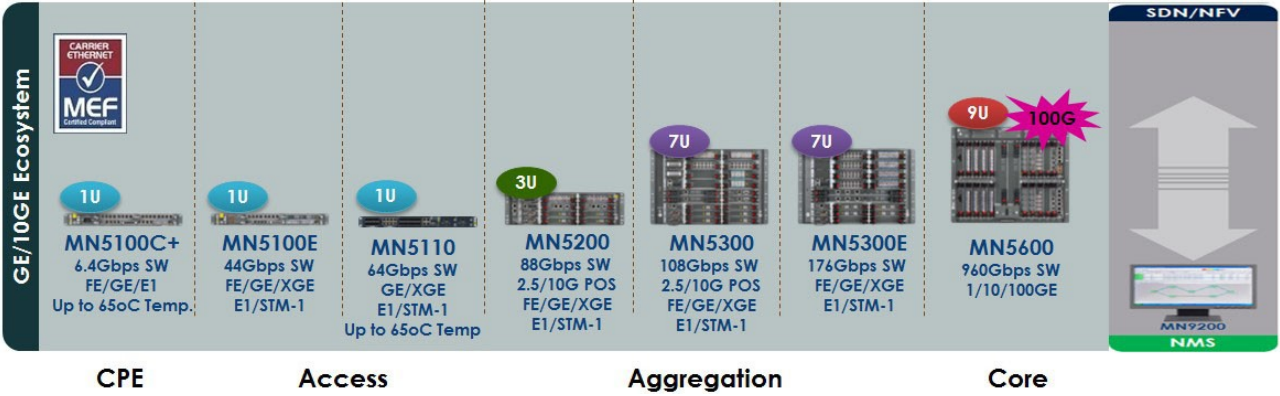 GE/10GE Ecosystem
CARRIER
ETHERNET
MEF
Certified Compliant
1U
MN5100C+
6.4Gbps SW
FE/GE/E1
Up to 65oC Temp.
1U
MN5100E
44Gbps SW
FE/GE/XGE
E1/STM-1
1U
MN5110
64Gbps SW
GE/XGE
E1/STM-1
Up to 65oC Temp
3U
MN5200
88Gbps SW
2.5/10G POS
FE/GE/XGE
E1/STM-1
7U
MN5300
108Gbps SW
2.5/10G POS
FE/GE/XGE
E1/STM-1
7U
MN5300E
176Gbps SW
FE/GE/XGE
E1/STM-1
9U
100G
MN5600
960Gbps SW
1/10/100GE
SDN/NFV
MN9200
NMS
CPE
Access
Aggregation
Core